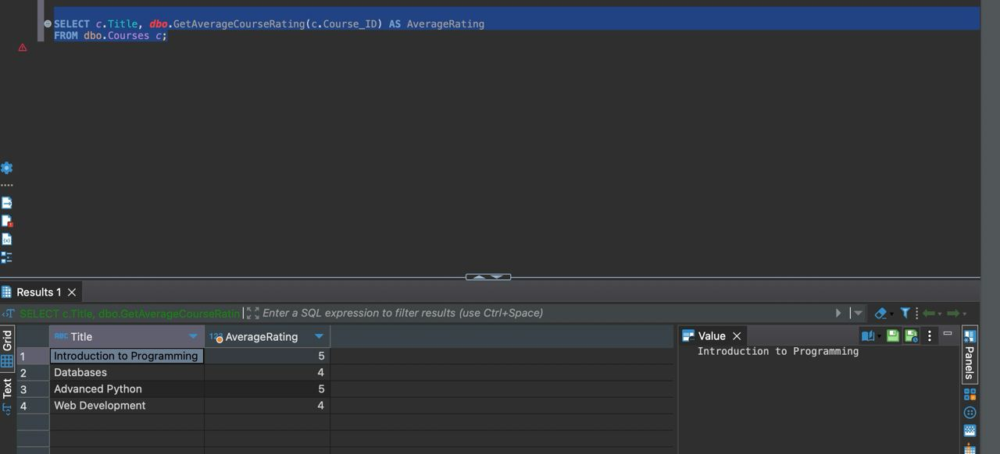 SELECT c.Title, dbo.GetAverageCourseRating(c.Course_ID) AS AverageRating
FROM dbo.Courses c;
Results 1
SELECT c.Title, dbo.GetAverageCourseRatin Enter a SQL expression to filter results (use Ctrl+Space)
Grid
Text
ABC Title 123 AverageRating
1 Introduction to Programming 5
2 Databases 4
3 Advanced Python 5
4 Web Development 4
Value
Introduction to Programming
Panels